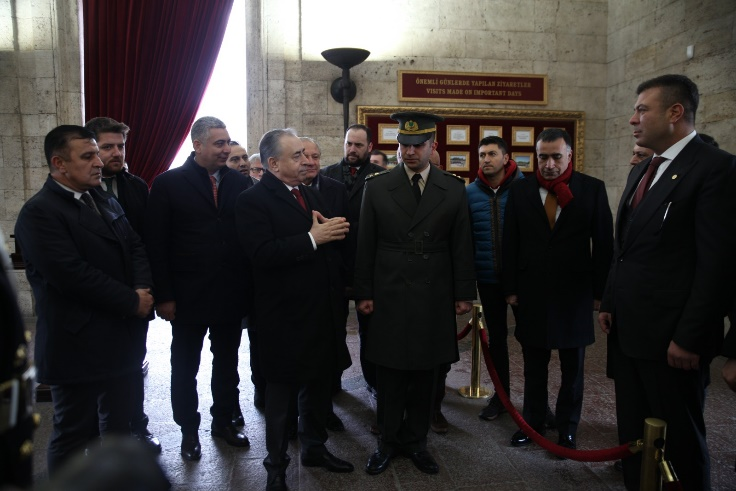 ÖNEMLİ GÜNLERDE YAPILAN ZİYARETLER
VISITS MADE ON IMPORTANT DAYS